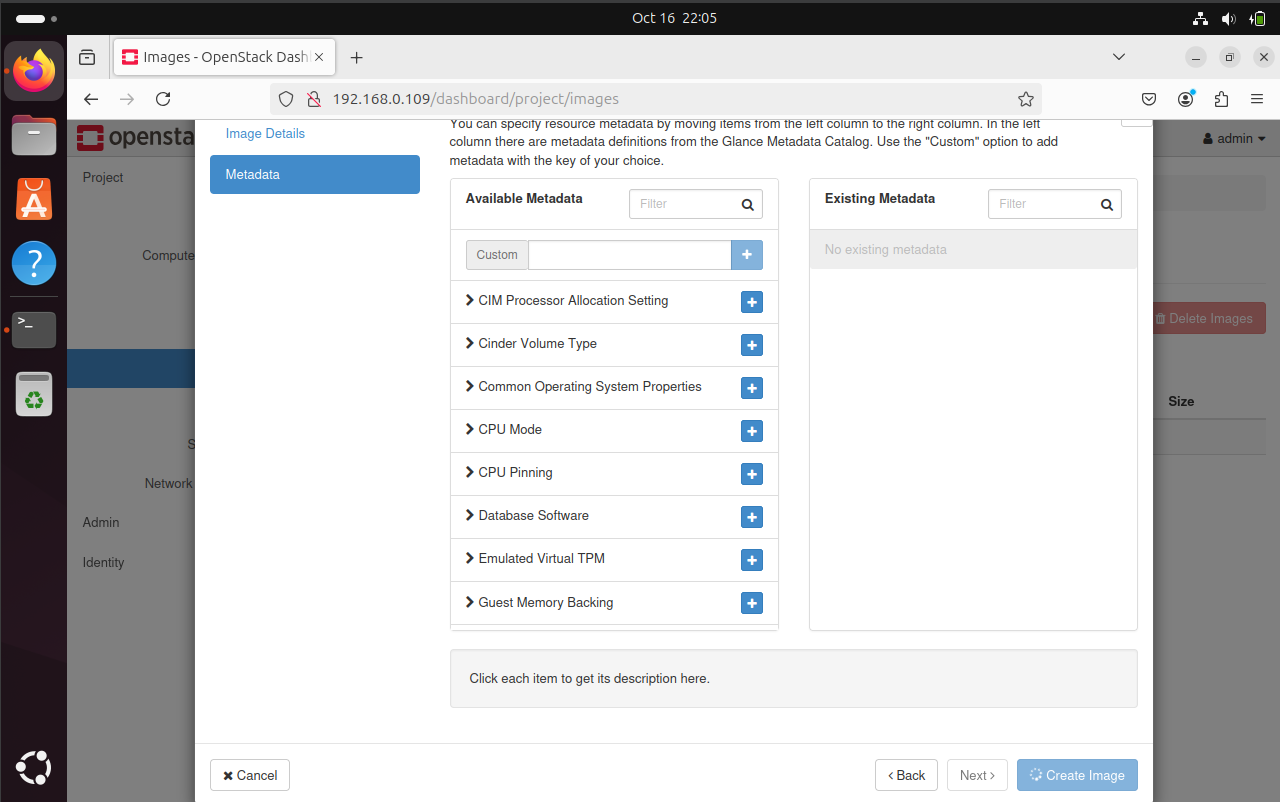 Oct 16 22:05
Images - OpenStack Dash
192.168.0.109/dashboard/project/images
opensta
admin
Project
Compute
Network
Admin
Identity
Delete Images
Size
Image Details
Metadata
You can specify resource metadata by moving items from the left column to the right column. In the left
column there are metadata definitions from the Glance Metadata Catalog. Use the "Custom" option to add
metadata with the key of your choice.
Available Metadata
Filter
Custom
CIM Processor Allocation Setting
Cinder Volume Type
Common Operating System Properties
CPU Mode
CPU Pinning
Database Software
Emulated Virtual TPM
Guest Memory Backing
Existing Metadata
Filter
No existing metadata
Click each item to get its description here.
Cancel
Back
Next
Create Image